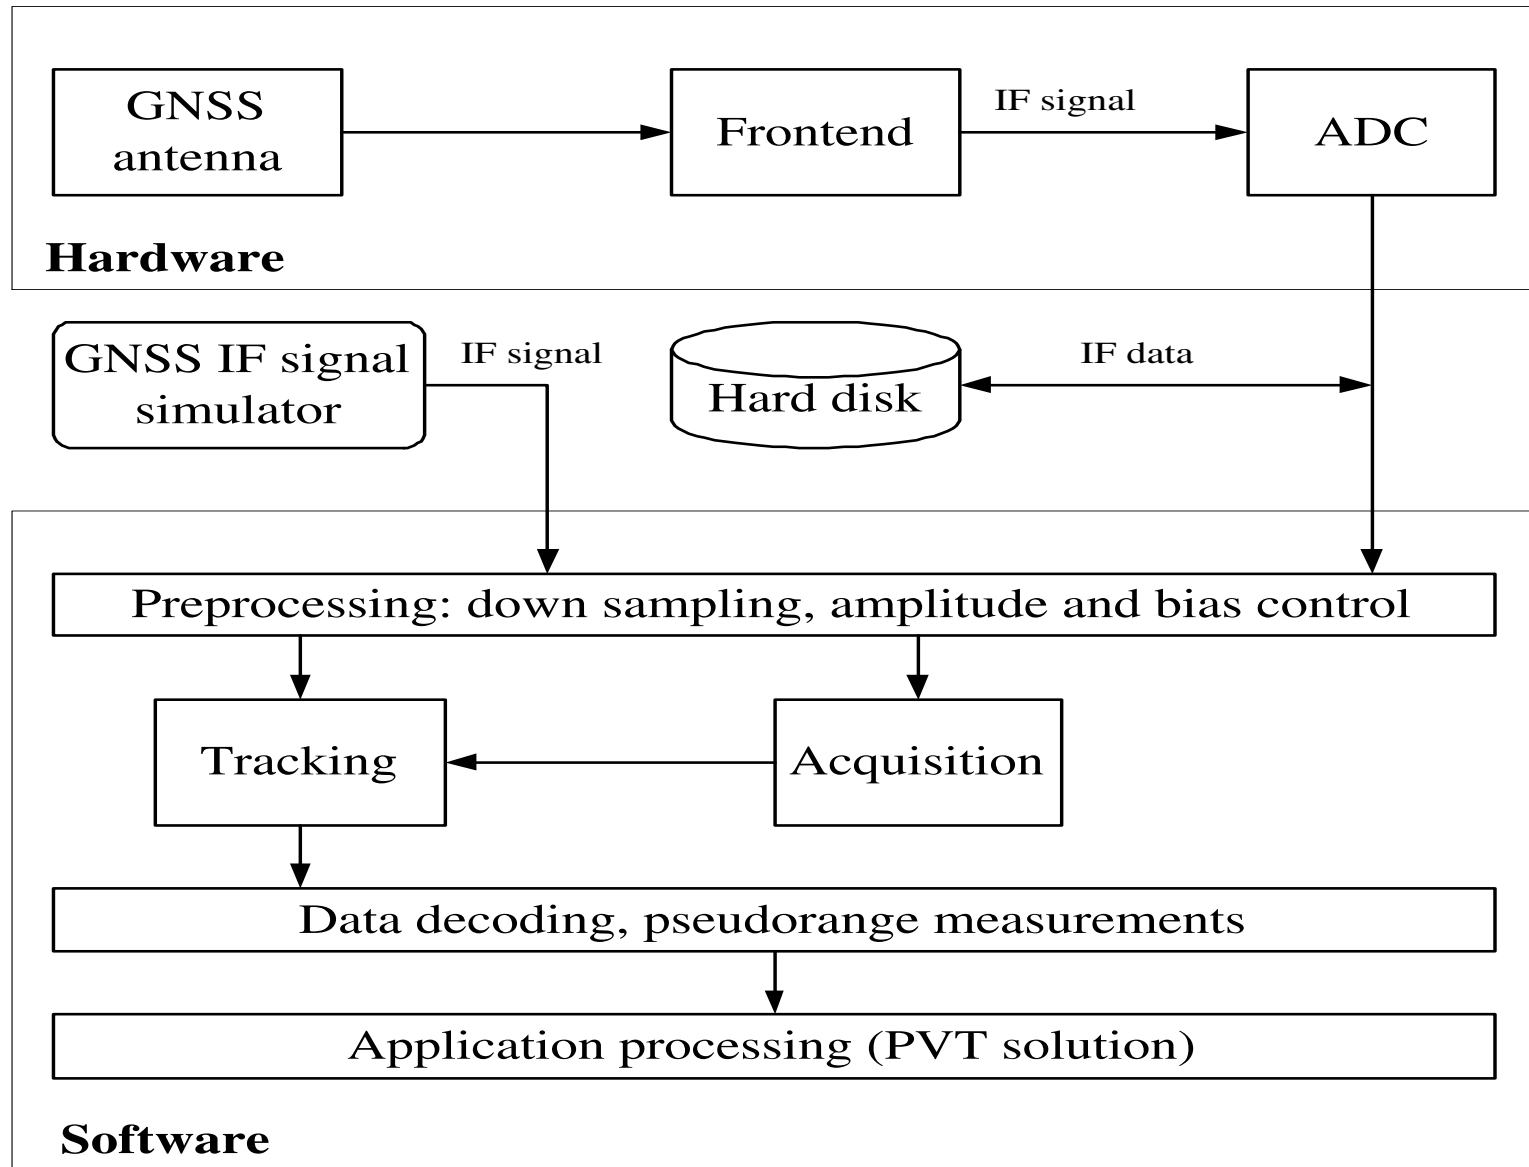 GNSS
antenna
Frontend
IF signal
ADC
Hardware
GNSS IF signal
simulator
IF signal
Hard disk
IF data
Preprocessing: down sampling, amplitude and bias control
Tracking
Acquisition
Data decoding, pseudorange measurements
Application processing (PVT solution)
Software